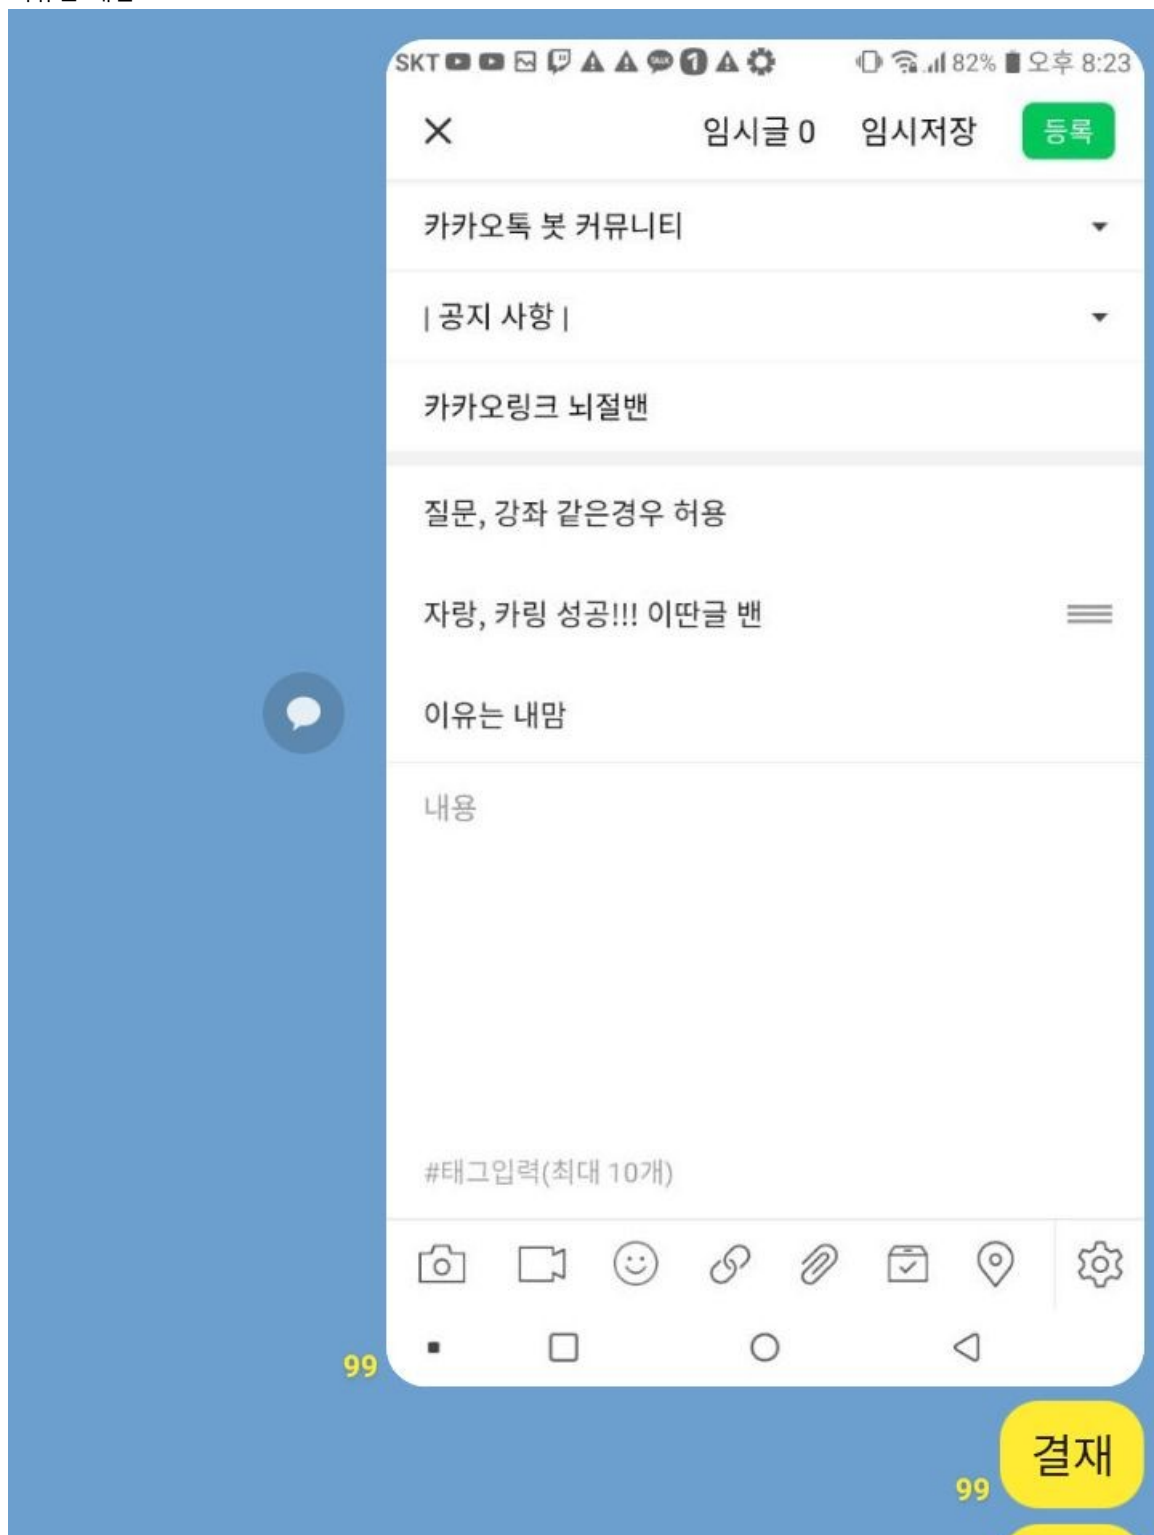 SKT 1 82% 오후 8:23
임시글 0 임시저장 등록
카카오톡 봇 커뮤니티
| 공지 사항 |
카카오링크 뇌절밴
질문, 강좌 같은경우 허용
자랑, 카링 성공!!! 이딴글 밴
이유는 내맘
내용
#태그입력(최대 10개)
99
결재
99